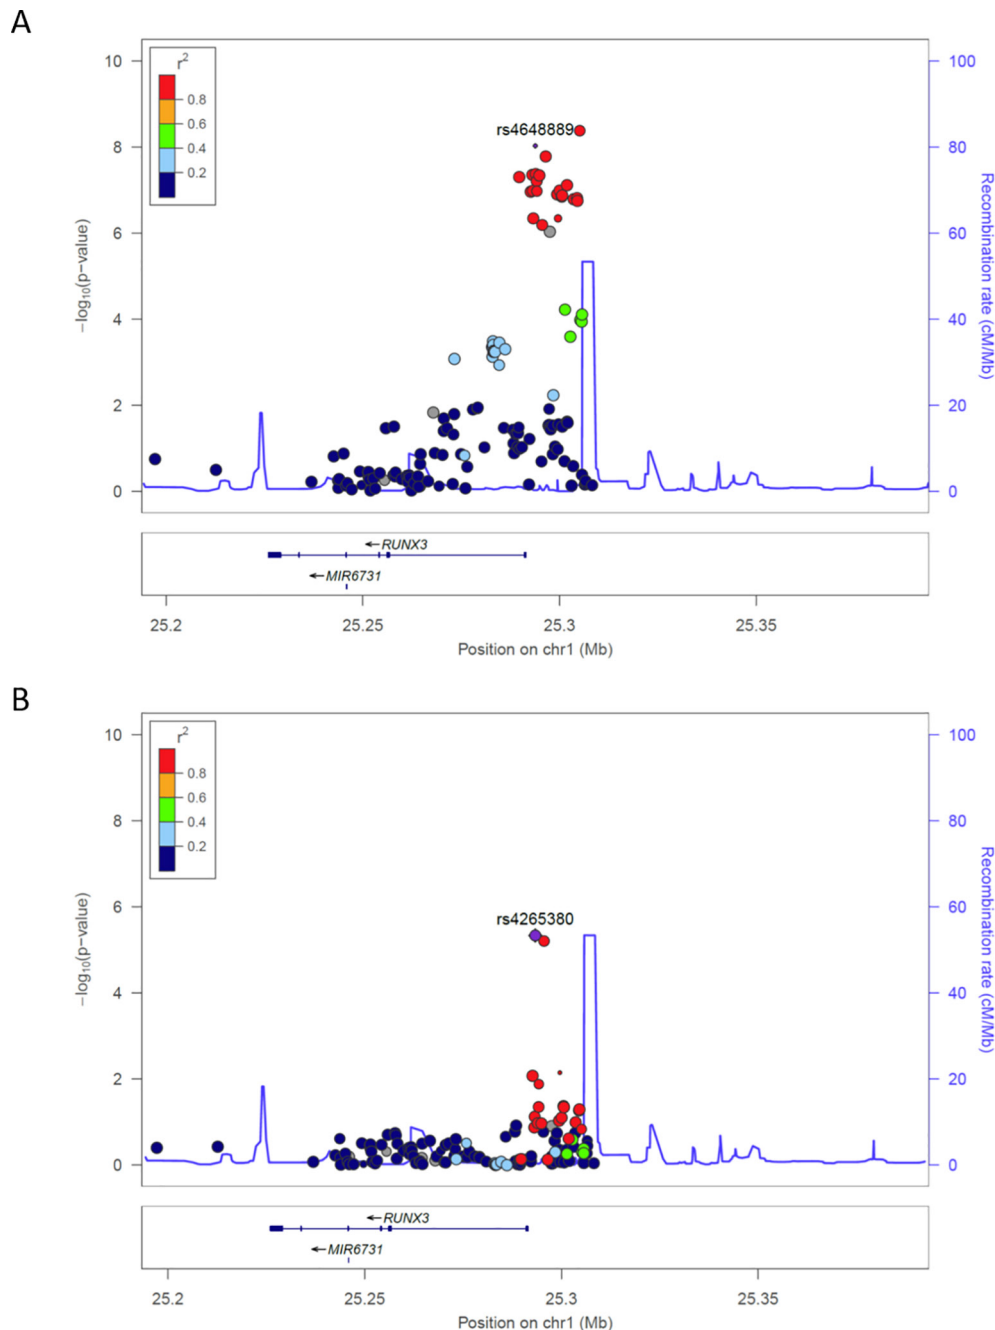 A
r2
0.8
0.6
0.4
0.2
rs4648889
10
8
6
4
2
0
−log10(p−value)
100
80
60
40
20
0
Recombination rate (cM/Mb)
RUNX3
MIR6731
25.2 25.25 25.3 25.35
Position on chr1 (Mb)
B
r2
0.8
0.6
0.4
0.2
rs4265380
10
8
6
4
2
0
−log10(p−value)
100
80
60
40
20
0
Recombination rate (cM/Mb)
RUNX3
MIR6731
25.2 25.25 25.3 25.35
Position on chr1 (Mb)